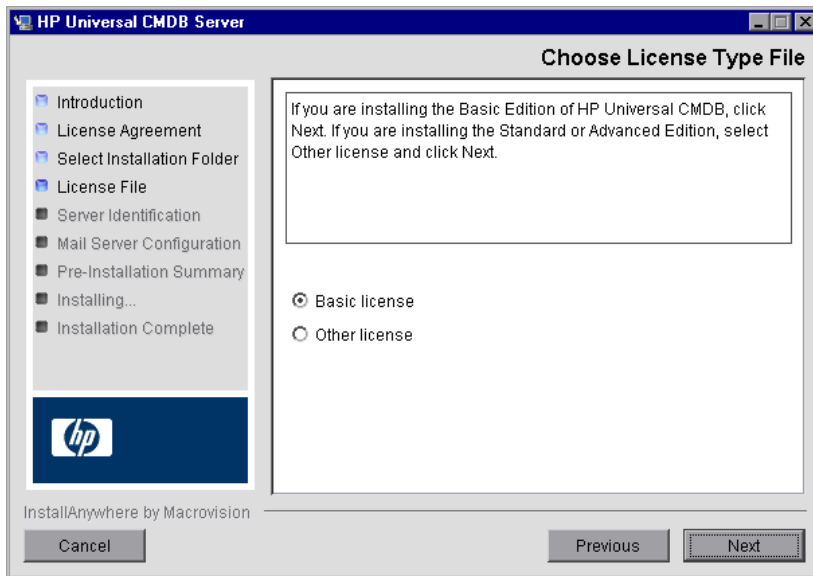 HP Universal CMDB Server
Choose License Type File
Introduction
License Agreement
Select Installation Folder
License File
Server Identification
Mail Server Configuration
Pre-Installation Summary
Installing...
Installation Complete
If you are installing the Basic Edition of HP Universal CMDB, click
Next. If you are installing the Standard or Advanced Edition, select
Other license and click Next.
Basic license
Other license
hp
InstallAnywhere by Macrovision
Cancel
Previous
Next